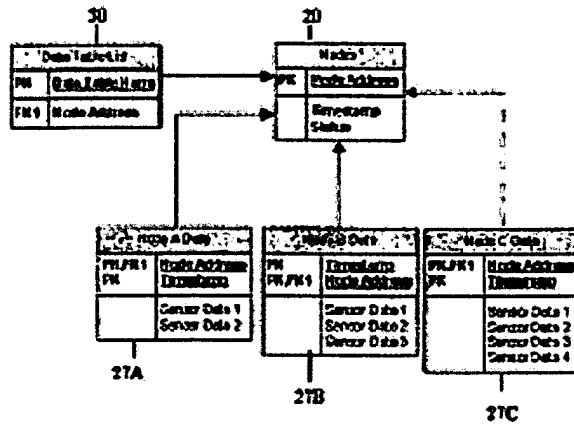 30
20
Data Table List
Nodes
PK Data Table Name
PK Node Address
FK1 Node Address
Timestamp
Status
Node A Data
Node B Data
Node C Data
PK,FK1 Node Address
PK Timestamp
Sensor Data 1
Sensor Data 2
PK Timestamp
PK,FK1 Node Address
Sensor Data 1
Sensor Data 2
Sensor Data 3
PK,FK1 Node Address
PK Timestamp
Sensor Data 1
Sensor Data 2
Sensor Data 3
Sensor Data 4
27A
27B
27C